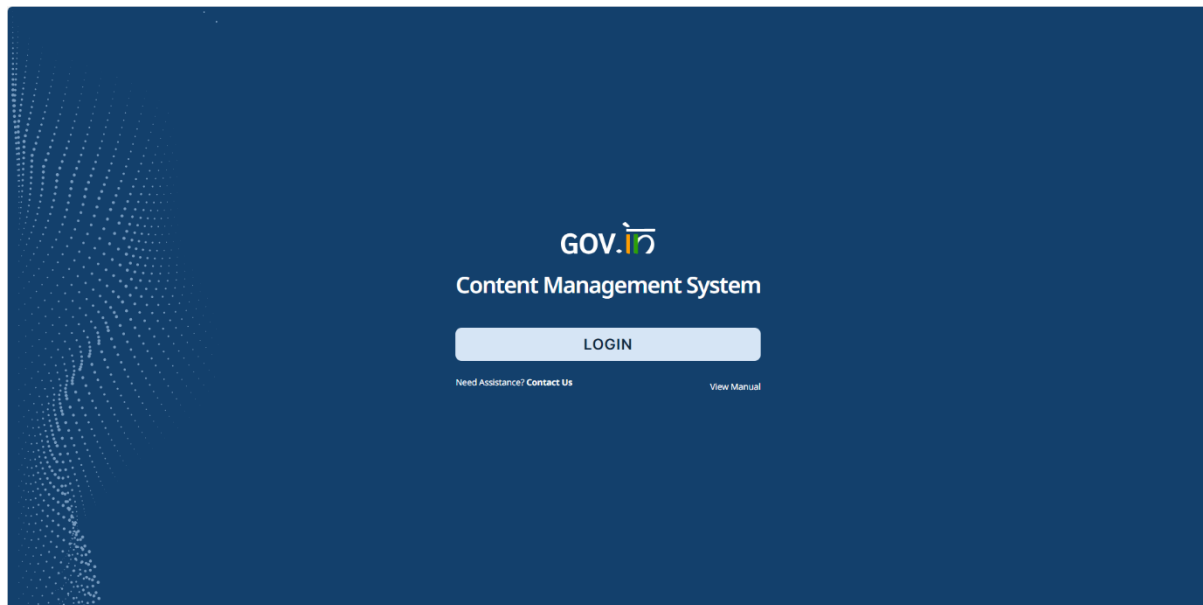 GOV.in
Content Management System
LOGIN
Need Assistance? Contact Us
View Manual